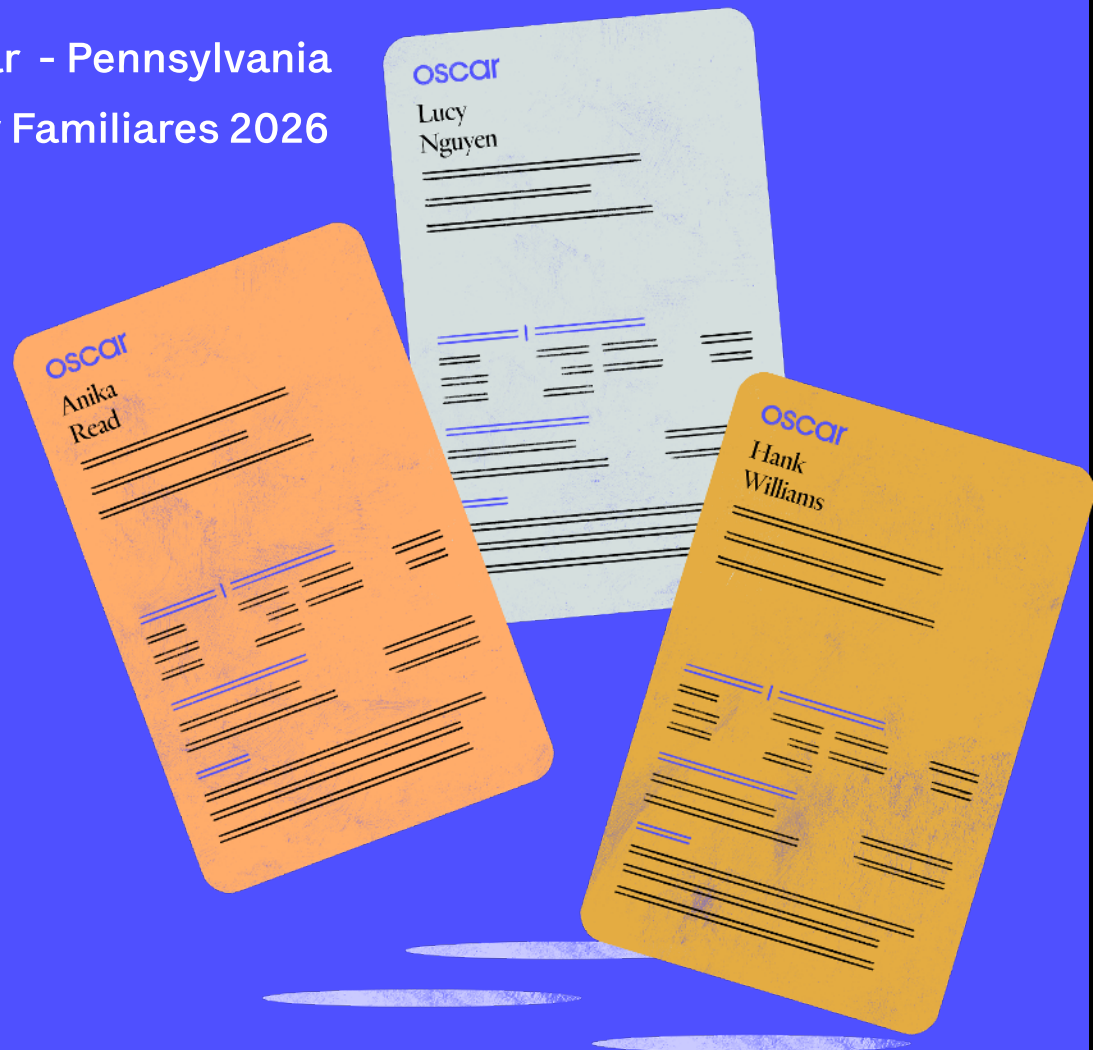 - Pennsylvania
Familiares 2026
oscar
Lucy
Nguyen
oscar
Anika
Read
oscar
Hank
Williams